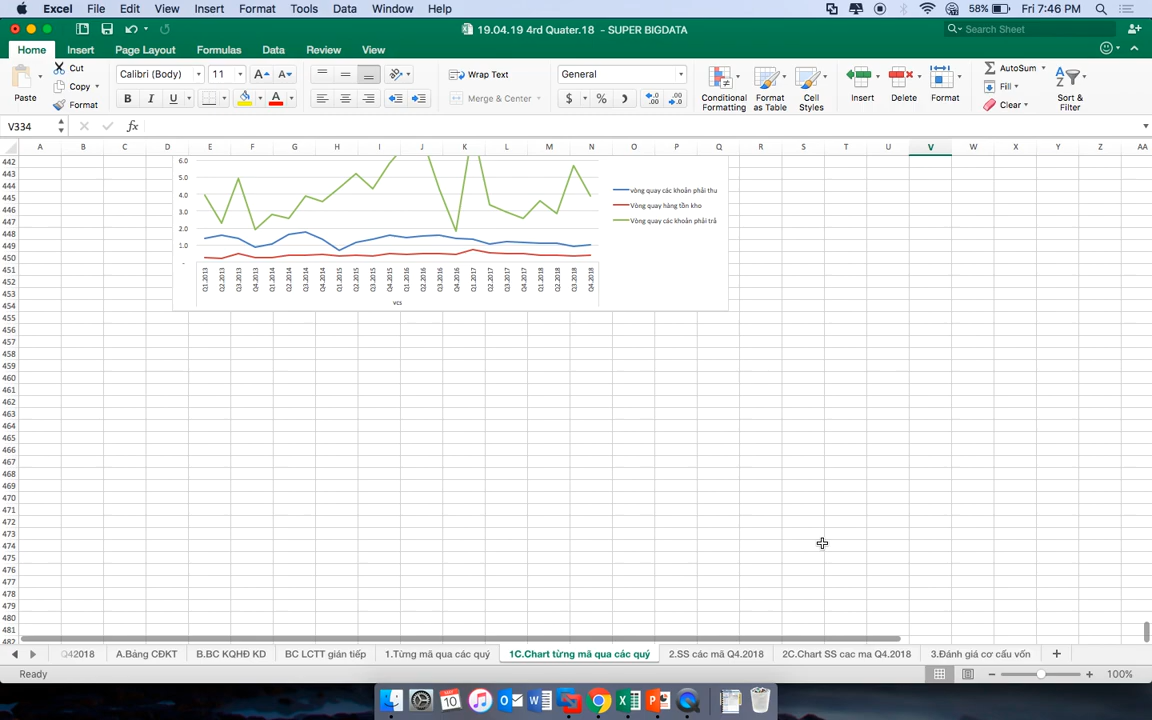 Excel File Edit View Insert Format Tools Data Window Help 58% Fri 7:46 PM
19.04.19 4rd Quater.18 - SUPER BIGDATA Search Sheet
Home Insert Page Layout Formulas Data Review View
Cut Calibri (Body) 11 Wrap Text General AutoSum
Paste Copy Fill
Format Merge & Center Conditional Formatting Format as Table Cell Styles Insert Delete Format Clear Sort & Filter
V334 fx
A B C D E F G H I J K L M N O P Q R S T U V W X Y Z AA
442 6.0
443 5.0
444
445 4.0
446
447 3.0
448 2.0
449 1.0
450
451 -
452
453
454
455
456
457
458
459
460
461
462
463
464
465
466
467
468
469
470
471
472
473
474
475
476
477
478
479
480
481
482
vòng quay các khoản phải thu
Vòng quay hàng tồn kho
Vòng quay các khoản phải trả
Q1.2013 Q2.2013 Q3.2013 Q4.2013 Q1.2014 Q2.2014 Q3.2014 Q4.2014 Q1.2015 Q2.2015 Q3.2015 Q4.2015 Q1.2016 Q2.2016 Q3.2016 Q4.2016 Q1.2017 Q2.2017 Q3.2017 Q4.2017 Q1.2018 Q2.2018 Q3.2018 Q4.2018
VCS
Q42018 A.Bảng CĐKT B.BC KQHĐ KD BC LCTT gián tiếp 1.Từng mã qua các quý 1C.Chart từng mã qua các quý 2.SS các mã Q4.2018 2C.Chart SS cac ma Q4.2018 3.Đánh giá cơ cấu vốn
Ready 100%